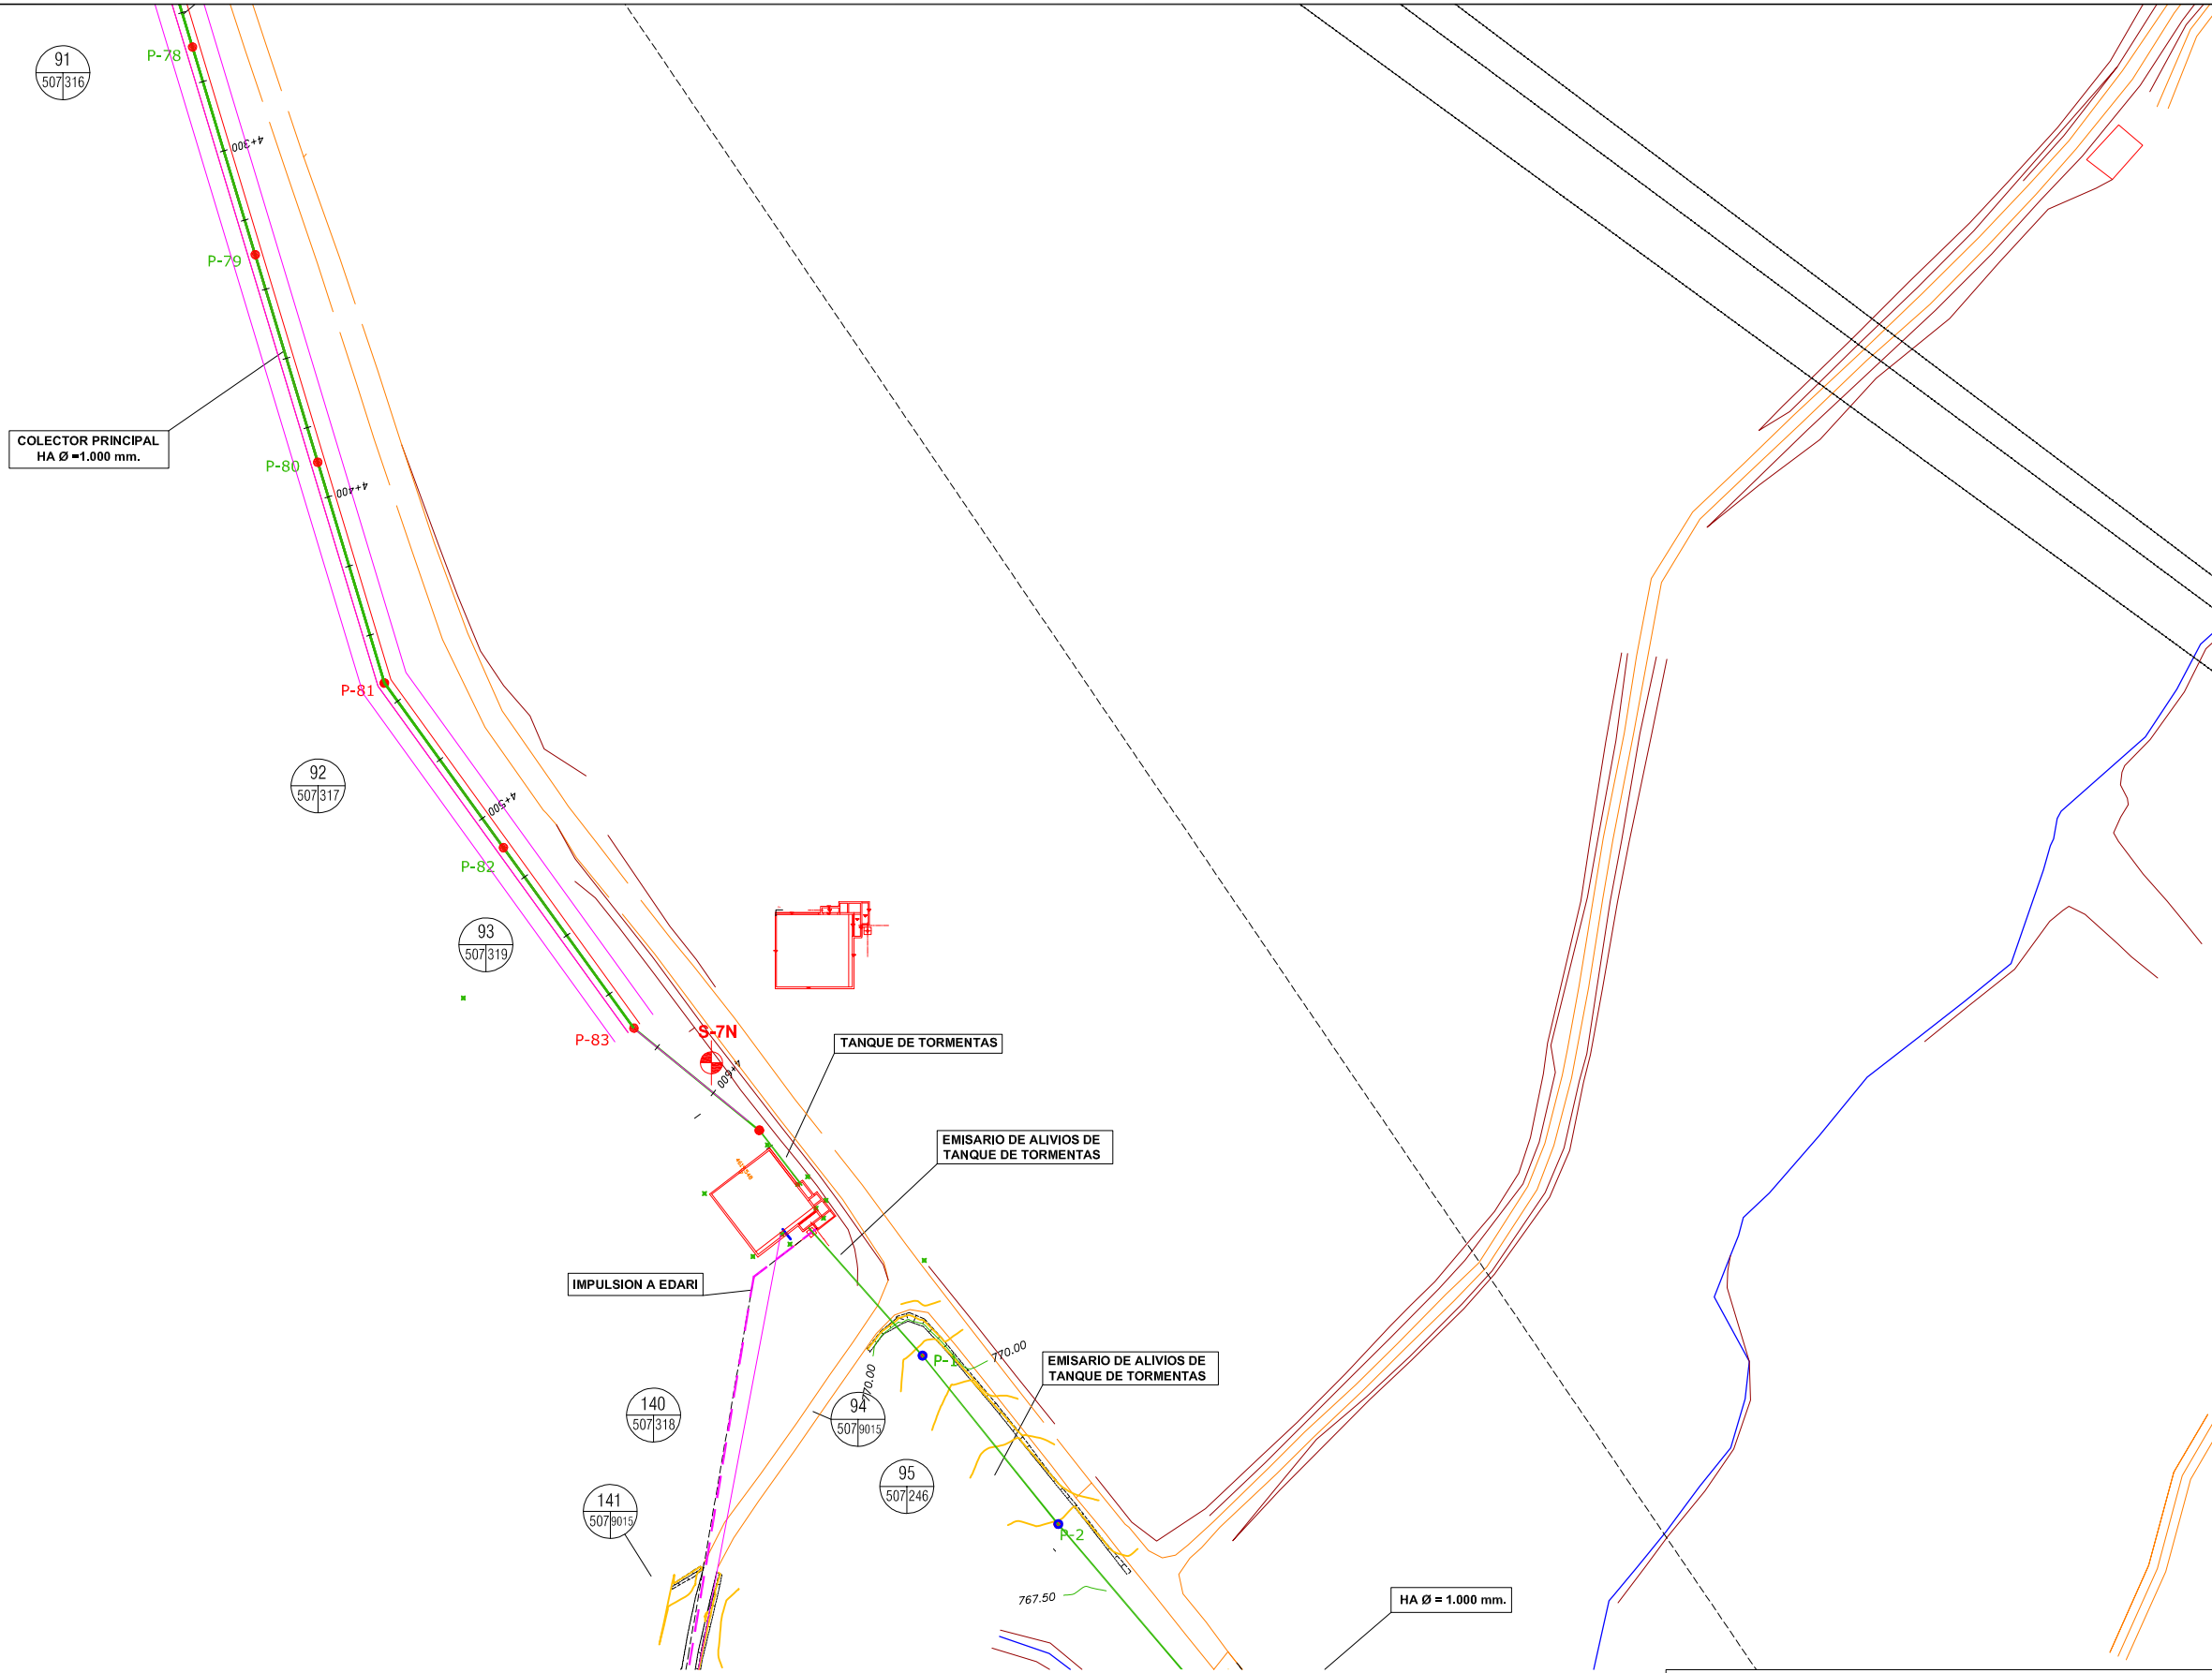 P-78
91
507 316
4+300
P-79
COLECTOR PRINCIPAL
HA Ø =1.000 mm.
P-80
4+400
P-81
92
507 317
4+500
P-82
93
507 319
P-83
S-7N
4+600
TANQUE DE TORMENTAS
EMISARIO DE ALIVIOS DE
TANQUE DE TORMENTAS
IMPULSION A EDARI
P-1
770.00
770.00
EMISARIO DE ALIVIOS DE
TANQUE DE TORMENTAS
140
507 318
94
507 9015
95
507 246
141
507 9015
P-2
767.50
HA Ø = 1.000 mm.